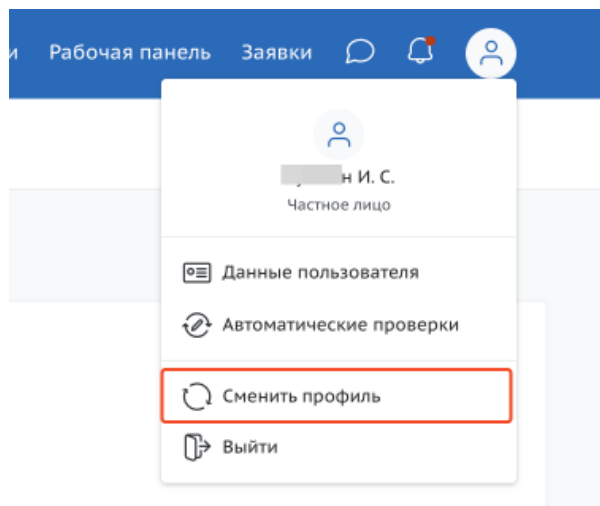 и Рабочая панель Заявки
И. С.
Частное лицо
Данные пользователя
Автоматические проверки
Сменить профиль
Выйти